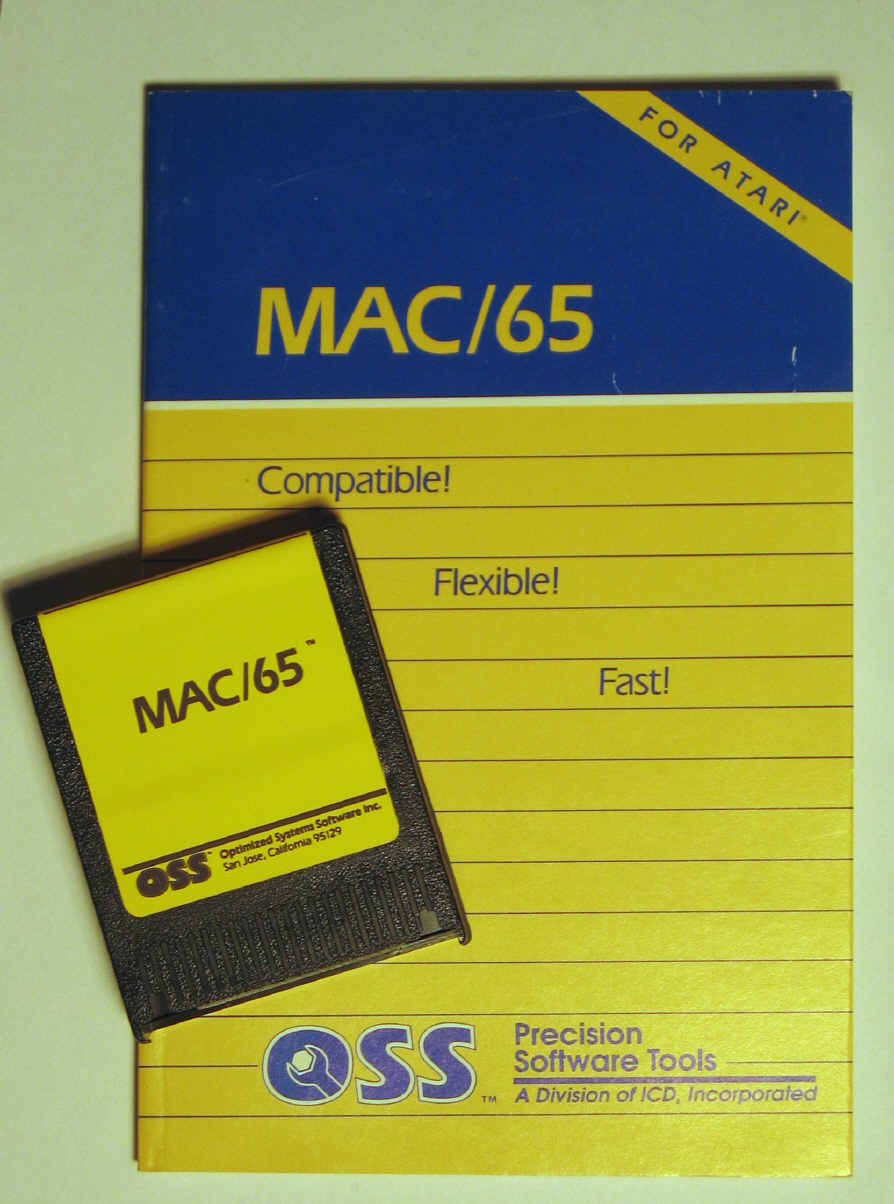 FOR ATARI®
MAC/65
Compatible!
Flexible!
Fast!
MAC/65™
OSS™
Optimized Systems Software Inc.
San Jose, California 95129
OSS™
Precision
Software Tools
A Division of ICD, Incorporated